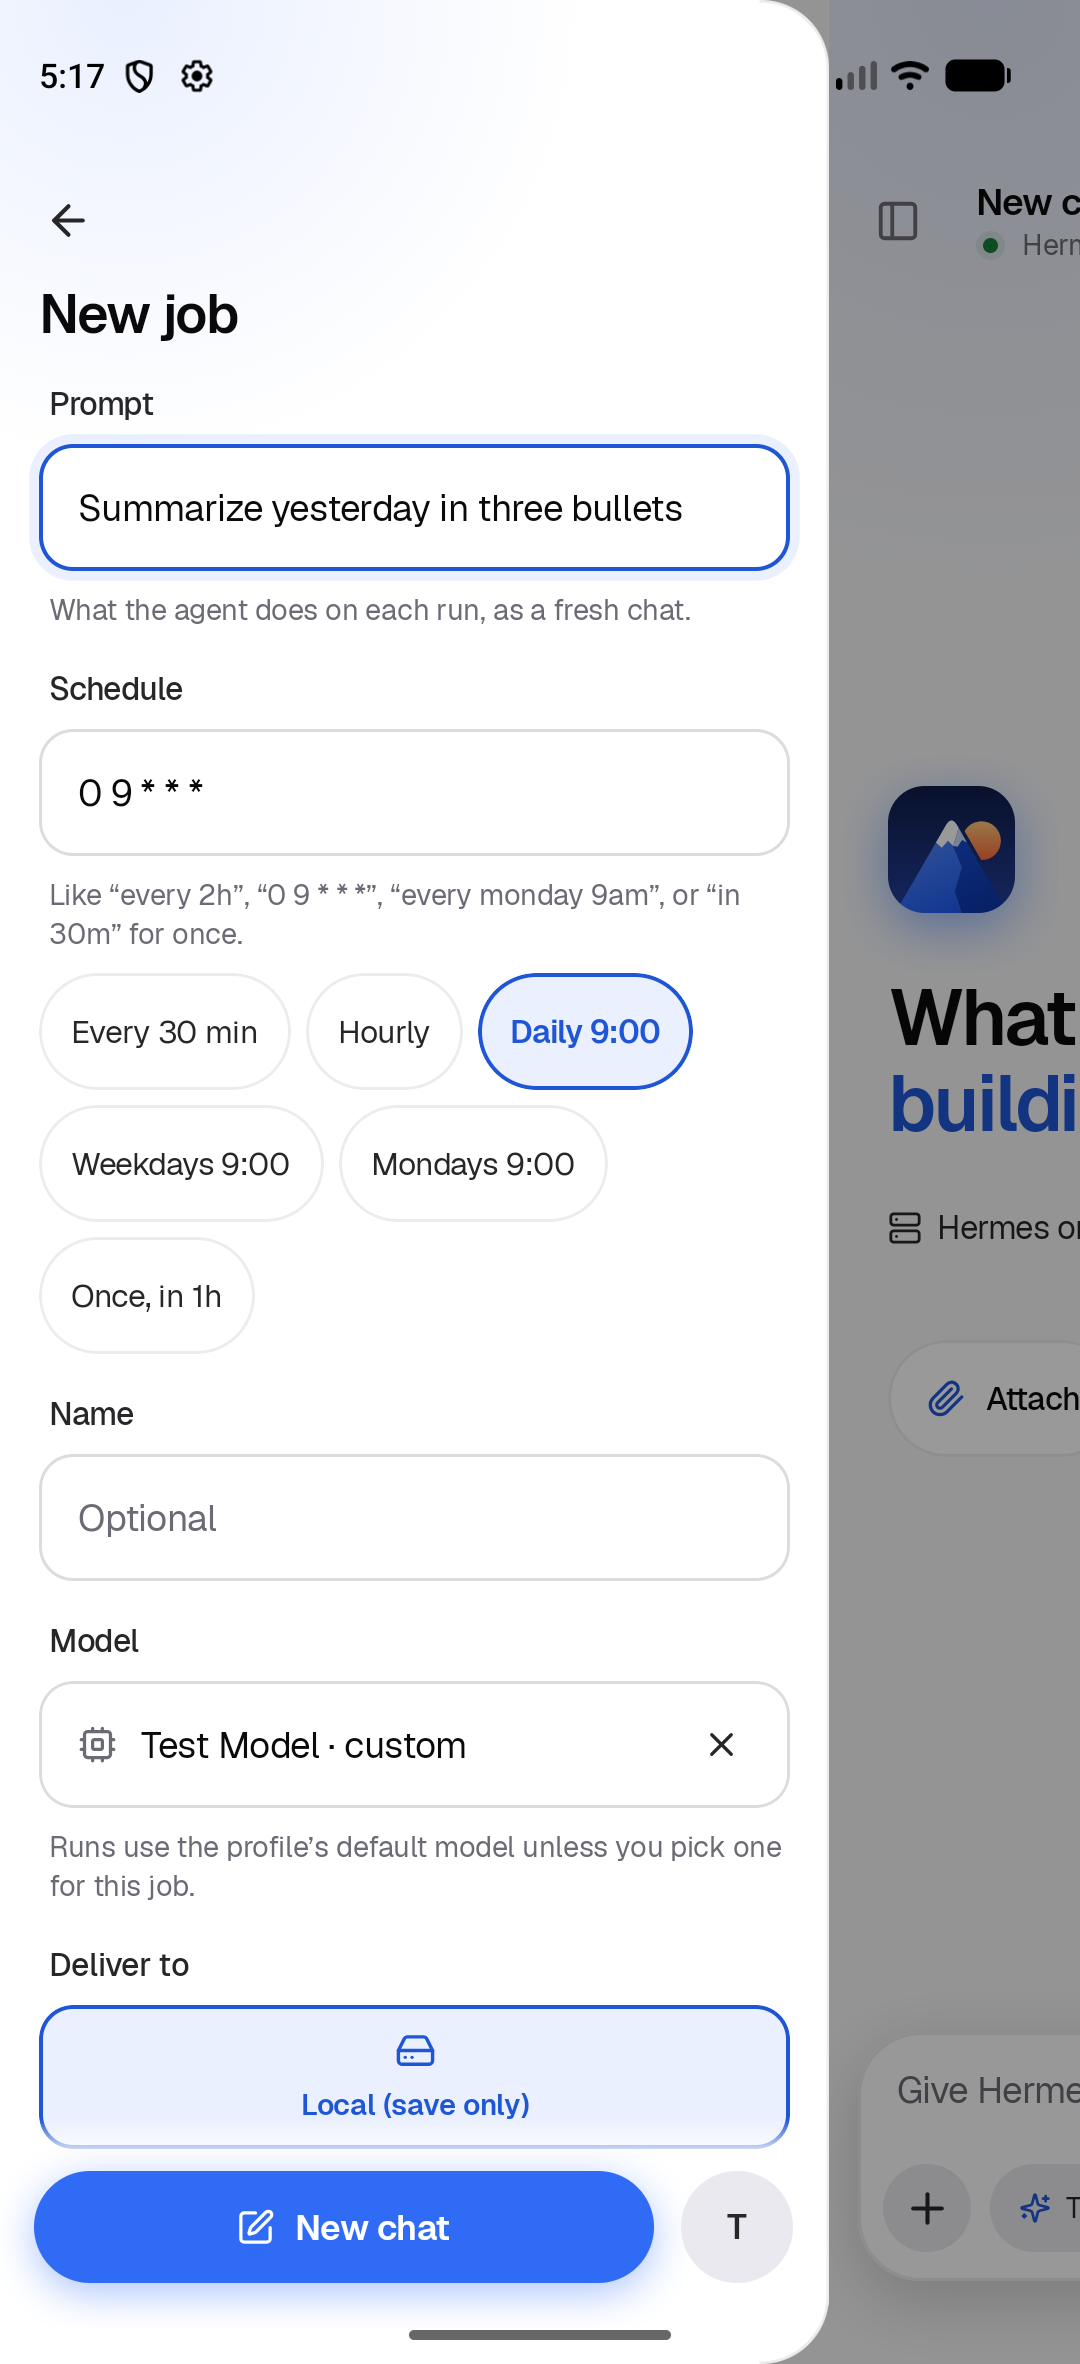 5:17
New job
Prompt
Summarize yesterday in three bullets
What the agent does on each run, as a fresh chat.
Schedule
0 9 * * *
Like “every 2h”, “0 9 * * *”, “every monday 9am”, or “in
30m” for once.
Every 30 min
Hourly
Daily 9:00
Weekdays 9:00
Mondays 9:00
Once, in 1h
Name
Optional
Model
Test Model · custom
Runs use the profile’s default model unless you pick one
for this job.
Deliver to
Local (save only)
New chat
T
New c
Herm
What
buildi
Hermes or
Attach
Give Herme
T